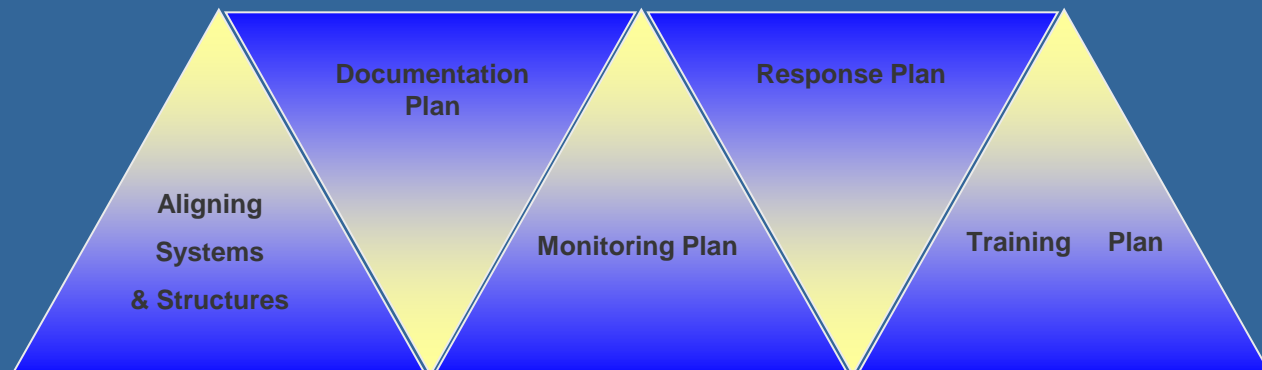 Documentation
Plan
Response Plan
Aligning
Systems
& Structures
Monitoring Plan
Training Plan